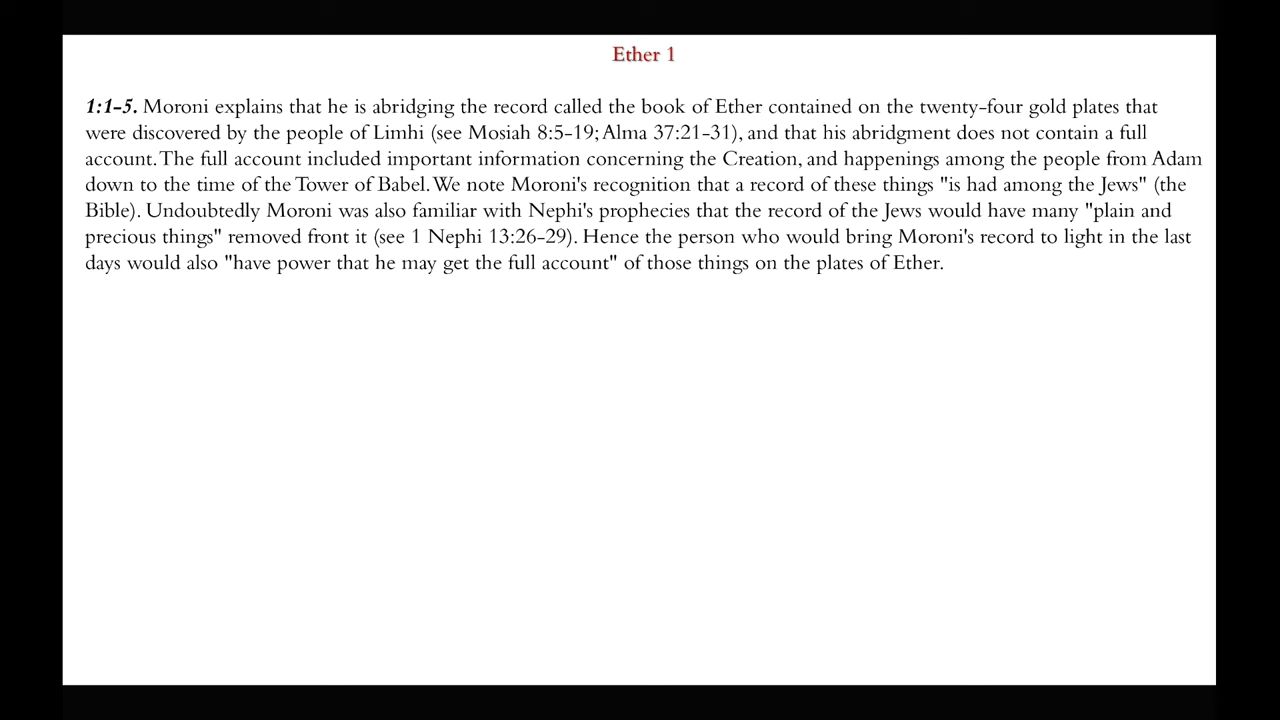 Ether 1
1:1-5. Moroni explains that he is abridging the record called the book of Ether contained on the twenty-four gold plates that
were discovered by the people of Limhi (see Mosiah 8:5-19; Alma 37:21-31), and that his abridgment does not contain a full
account. The full account included important information concerning the Creation, and happenings among the people from Adam
down to the time of the Tower of Babel. We note Moroni's recognition that a record of these things "is had among the Jews" (the
Bible). Undoubtedly Moroni was also familiar with Nephi's prophecies that the record of the Jews would have many "plain and
precious things" removed front it (see 1 Nephi 13:26-29). Hence the person who would bring Moroni's record to light in the last
days would also "have power that he may get the full account" of those things on the plates of Ether.